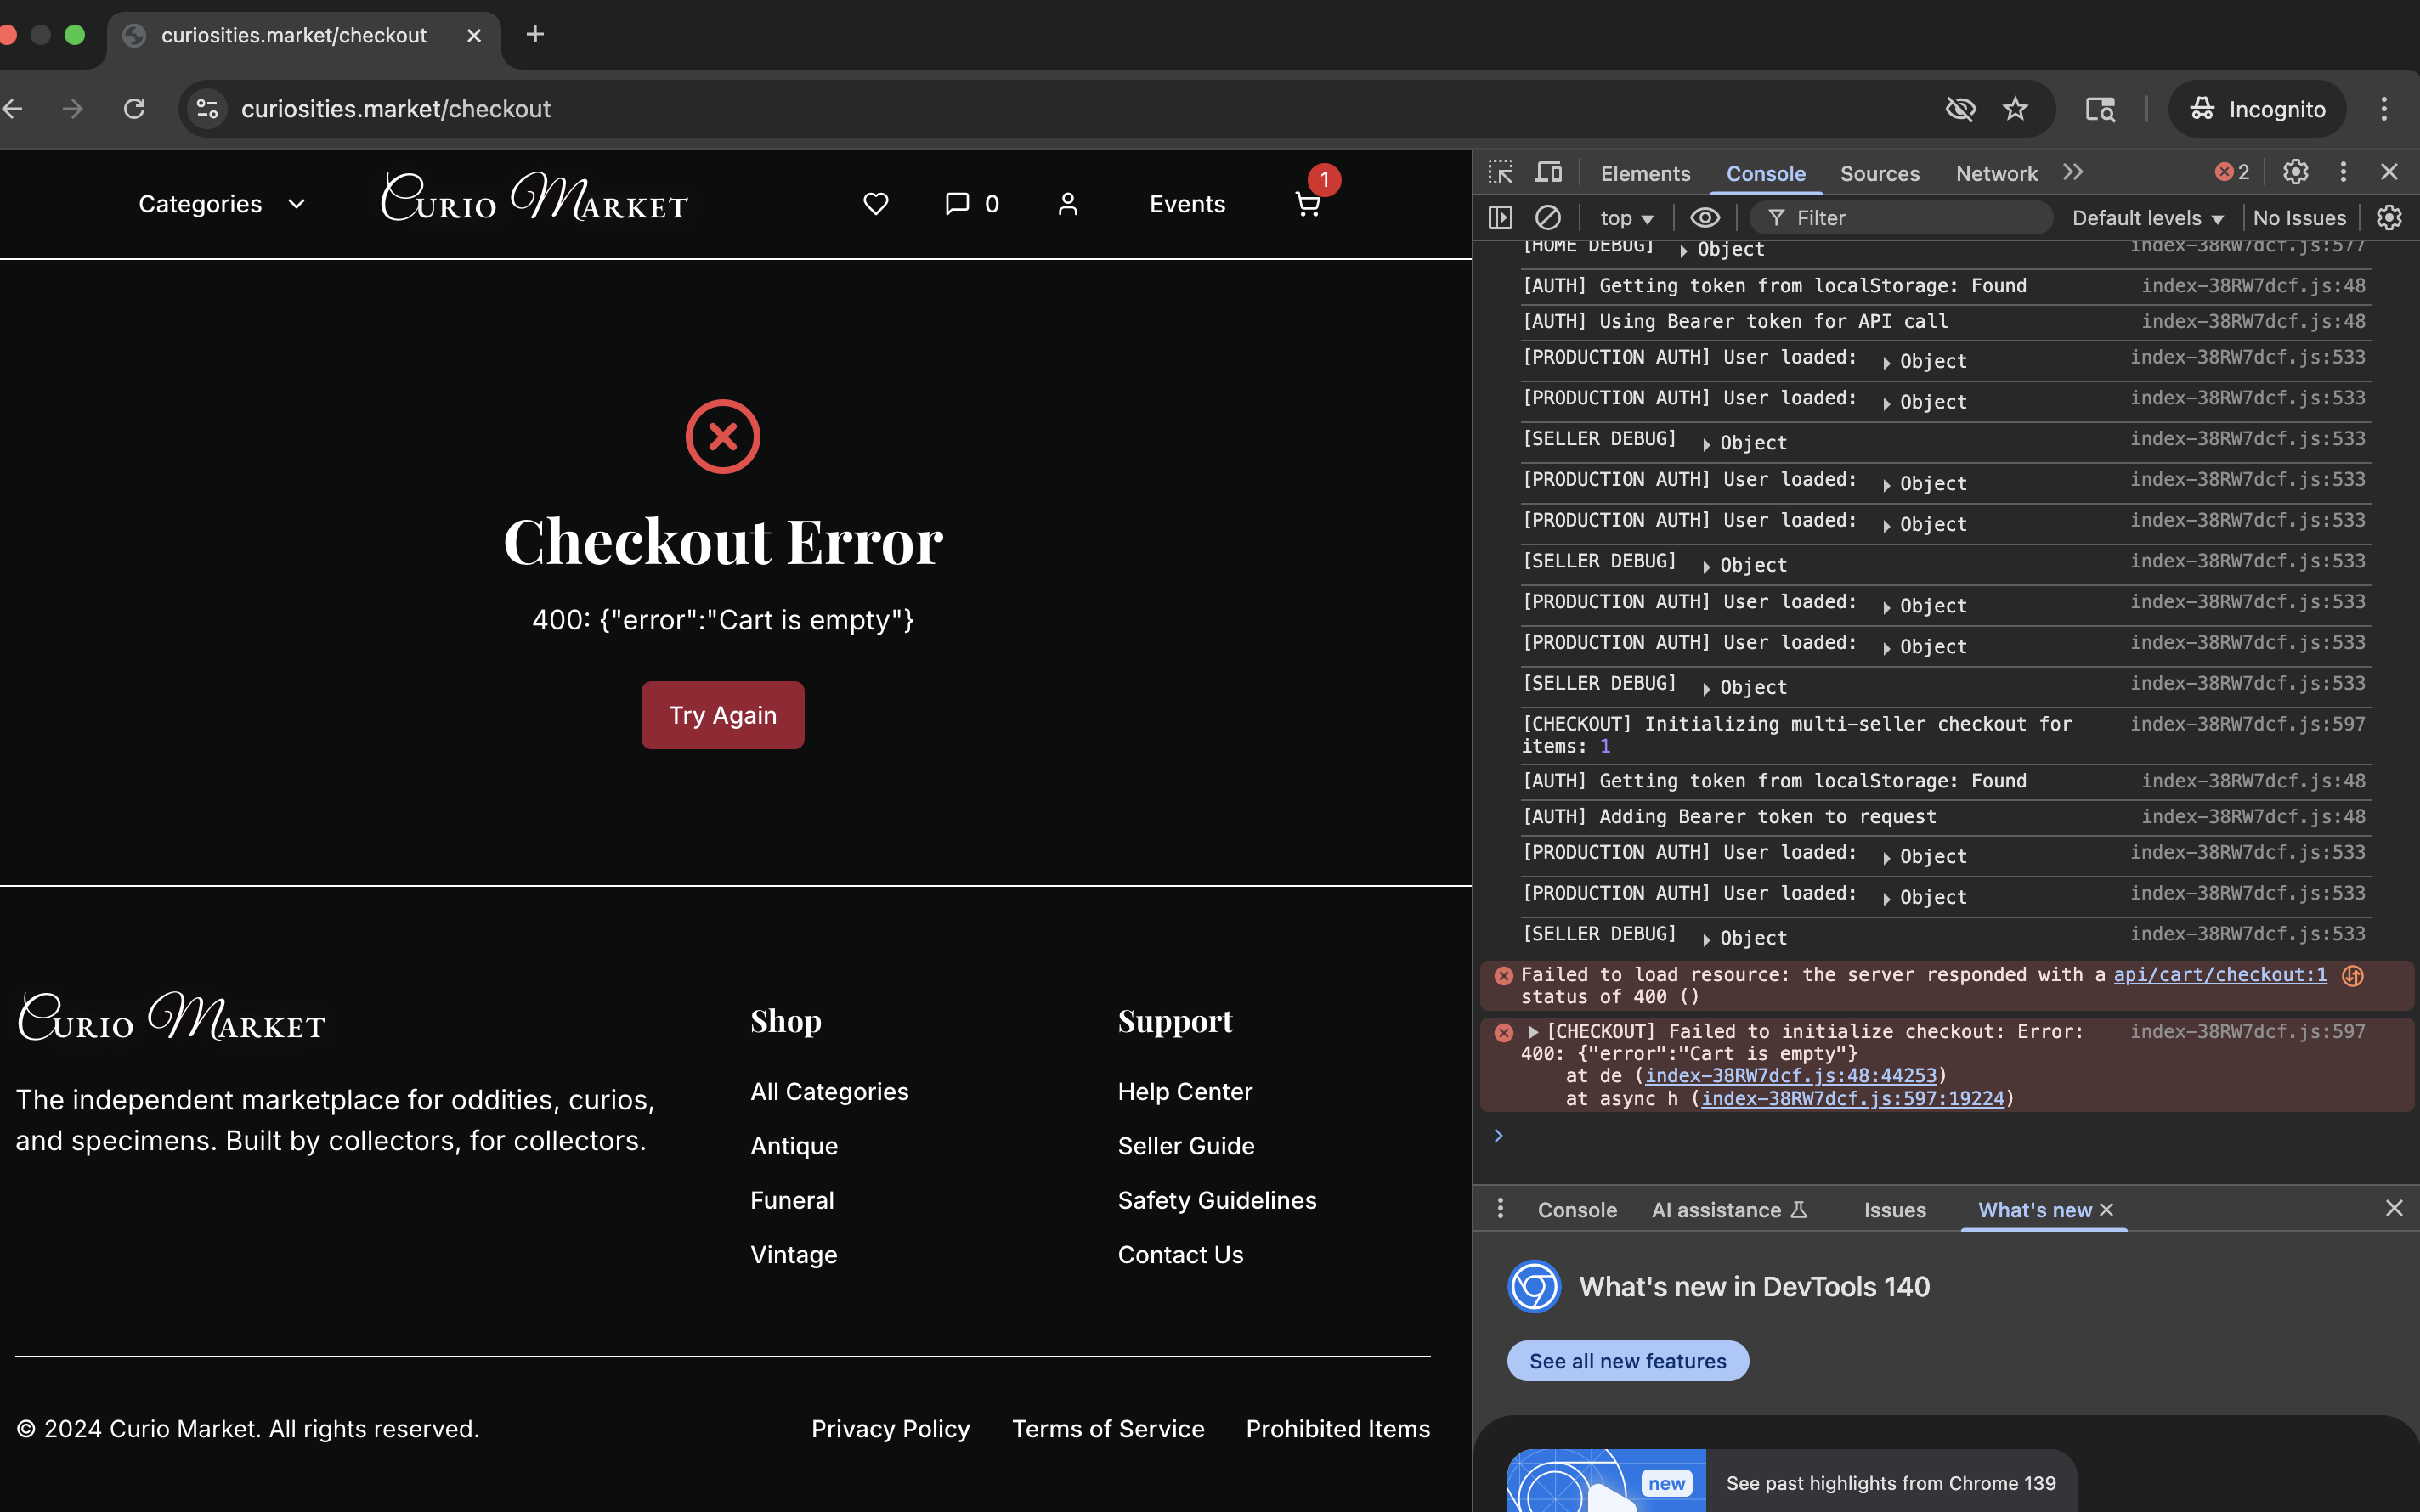 curiosities.market/checkout
curiosities.market/checkout
Incognito
Categories
Curio Market
0
Events
1
Checkout Error
400: {"error":"Cart is empty"}
Try Again
Curio Market
The independent marketplace for oddities, curios,
and specimens. Built by collectors, for collectors.
Shop
All Categories
Antique
Funeral
Vintage
Support
Help Center
Seller Guide
Safety Guidelines
Contact Us
© 2024 Curio Market. All rights reserved.
Privacy Policy
Terms of Service
Prohibited Items
Elements
Console
Sources
Network
2
top
Filter
Default levels
No Issues
[HOME DEBUG] Object index-38RW7dcf.js:577
[AUTH] Getting token from localStorage: Found index-38RW7dcf.js:48
[AUTH] Using Bearer token for API call index-38RW7dcf.js:48
[PRODUCTION AUTH] User loaded: Object index-38RW7dcf.js:533
[PRODUCTION AUTH] User loaded: Object index-38RW7dcf.js:533
[SELLER DEBUG] Object index-38RW7dcf.js:533
[PRODUCTION AUTH] User loaded: Object index-38RW7dcf.js:533
[PRODUCTION AUTH] User loaded: Object index-38RW7dcf.js:533
[SELLER DEBUG] Object index-38RW7dcf.js:533
[PRODUCTION AUTH] User loaded: Object index-38RW7dcf.js:533
[PRODUCTION AUTH] User loaded: Object index-38RW7dcf.js:533
[SELLER DEBUG] Object index-38RW7dcf.js:533
[CHECKOUT] Initializing multi-seller checkout for index-38RW7dcf.js:597
items: 1
[AUTH] Getting token from localStorage: Found index-38RW7dcf.js:48
[AUTH] Adding Bearer token to request index-38RW7dcf.js:48
[PRODUCTION AUTH] User loaded: Object index-38RW7dcf.js:533
[PRODUCTION AUTH] User loaded: Object index-38RW7dcf.js:533
[SELLER DEBUG] Object index-38RW7dcf.js:533
Failed to load resource: the server responded with a api/cart/checkout:1
status of 400 ()
[CHECKOUT] Failed to initialize checkout: Error: index-38RW7dcf.js:597
400: {"error":"Cart is empty"}
at de (index-38RW7dcf.js:48:44253)
at async h (index-38RW7dcf.js:597:19224)
Console
AI assistance
Issues
What's new
What's new in DevTools 140
See all new features
new
See past highlights from Chrome 139